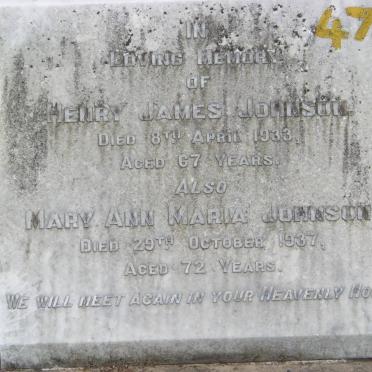 47
IN
LOVING MEMORY
OF
HENRY JAMES JOHNSON
DIED 8TH APRIL 1933.
AGED 67 YEARS.
ALSO
MARY ANN MARIA JOHNSON
DIED 29TH OCTOBER 1937.
AGED 72 YEARS.
WE WILL MEET AGAIN IN YOUR HEAVENLY HO